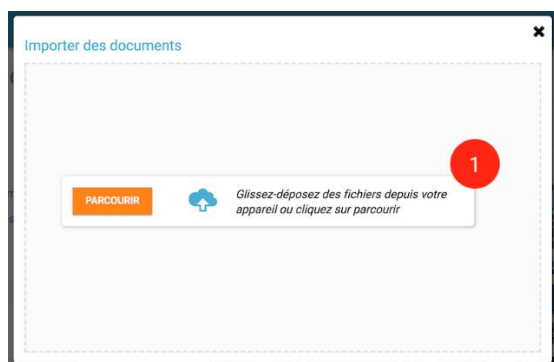 Importer des documents
1
PARCOURIR
Glissez-déposez des fichiers depuis votre
appareil ou cliquez sur parcourir